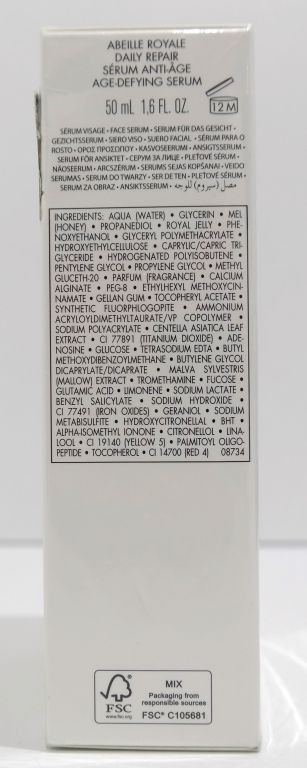 ABEILLE ROYALE
DAILY REPAIR
SÉRUM ANTI-ÂGE
AGE-DEFYING SERUM
50 mL 1,6 FL. OZ.
12 M
SÉRUM VISAGE • FACE SERUM • SERUM FÜR DAS GESICHT •
GEZICHTSSERUM • SIERO VISO • SUERO FACIAL • SÉRUM PARA O
ROSTO • ΟΡΟΣ ΠΡΟΣΩΠΟΥ • KASVOSEERUMI • ANSIGTSSERUM •
SERUM FÖR ANSIKTET • СЕРУМ ЗА ЛИЦЕ • PLEŤOVÉ SÉRUM •
NÄOSEERUM • ARCSZÉRUM • SERUMS SEJAS KOPŠANAI • VEIDO
SERUMAS • SERUM DO TWARZY • SER DE TEN • PLEŤOVÉ SÉRUM •
SERUM ZA OBRAZ • ANSIKTSSERUM • مصل (سيروم) للوجه
INGREDIENTS: AQUA (WATER) • GLYCERIN • MEL
(HONEY) • PROPANEDIOL • ROYAL JELLY • PHE-
NOXYETHANOL • GLYCERYL POLYMETHACRYLATE •
HYDROXYETHYLCELLULOSE • CAPRYLIC/CAPRIC TRI-
GLYCERIDE • HYDROGENATED POLYISOBUTENE •
PENTYLENE GLYCOL • PROPYLENE GLYCOL • METHYL
GLUCETH-20 • PARFUM (FRAGRANCE) • CALCIUM
ALGINATE • PEG-8 • ETHYLHEXYL METHOXYCIN-
NAMATE • GELLAN GUM • TOCOPHERYL ACETATE •
SYNTHETIC FLUORPHLOGOPITE • AMMONIUM
ACRYLOYLDIMETHYLTAURATE/VP COPOLYMER •
SODIUM POLYACRYLATE • CENTELLA ASIATICA LEAF
EXTRACT • CI 77891 (TITANIUM DIOXIDE) • ADE-
NOSINE • GLUCOSE • TETRASODIUM EDTA • BUTYL
METHOXYDIBENZOYLMETHANE • BUTYLENE GLYCOL
DICAPRYLATE/DICAPRATE • MALVA SYLVESTRIS
(MALLOW) EXTRACT • TROMETHAMINE • FUCOSE •
GLUTAMIC ACID • LIMONENE • SODIUM LACTATE •
BENZYL SALICYLATE • SODIUM HYDROXIDE •
CI 77491 (IRON OXIDES) • GERANIOL • SODIUM
METABISULFITE • HYDROXYCITRONELLAL • BHT •
ALPHA-ISOMETHYL IONONE • CITRONELLOL • LINA-
LOOL • CI 19140 (YELLOW 5) • PALMITOYL OLIGO-
PEPTIDE • TOCOPHEROL • CI 14700 (RED 4) 08734
FSC
www.fsc.org
MIX
Packaging from
responsible sources
FSC® C105681